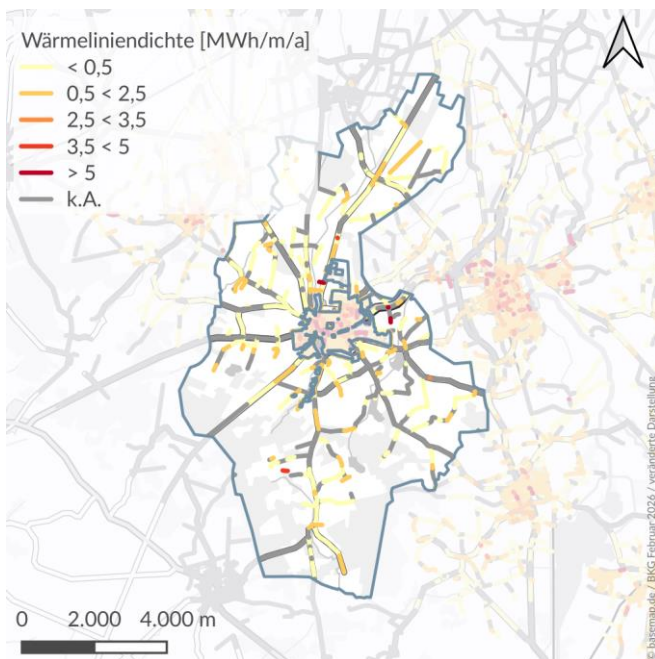 Wärmeliniendichte [MWh/m/a]
< 0,5
0,5 < 2,5
2,5 < 3,5
3,5 < 5
> 5
k.A.
0 2.000 4.000 m
© basemap.de / BKG Februar 2026 / veränderte Darstellung